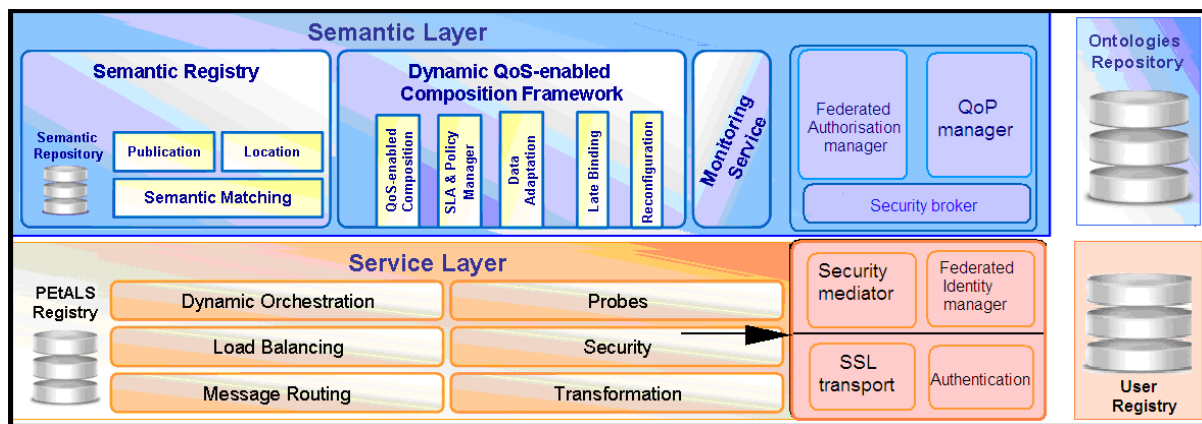 Semantic Layer
Semantic Registry
Semantic
Repository
Publication
Location
Semantic Matching
Dynamic QoS-enabled
Composition Framework
QoS-enabled
Composition
SLA & Policy
Manager
Data
Adaptation
Late Binding
Reconfiguration
Monitoring
Service
Federated
Authorisation
manager
QoP
manager
Security broker
Ontologies
Repository
Service Layer
PEtALS
Registry
Dynamic Orchestration
Probes
Load Balancing
Security
Message Routing
Transformation
Security
mediator
Federated
Identity
manager
SSL
transport
Authentication
User
Registry